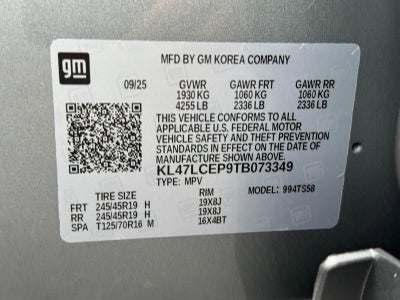 gm
MFD BY GM KOREA COMPANY
09/25 GVWR GAWR FRT GAWR RR
1930 KG 1060 KG 1060 KG
4255 LB 2336 LB 2336 LB
THIS VEHICLE CONFORMS TO ALL
APPLICABLE U.S. FEDERAL MOTOR
VEHICLE SAFETY AND THEFT PREVENTION
STANDARDS IN EFFECT ON THE DATE OF
MANUFACTURE SHOWN ABOVE.
KL47LCEP9TB073349
TYPE: MPV MODEL: 994TS58
TIRE SIZE RIM
FRT 245/45R19 H 19X8J
RR 245/45R19 H 19X8J
SPA T125/70R16 M 16X4BT